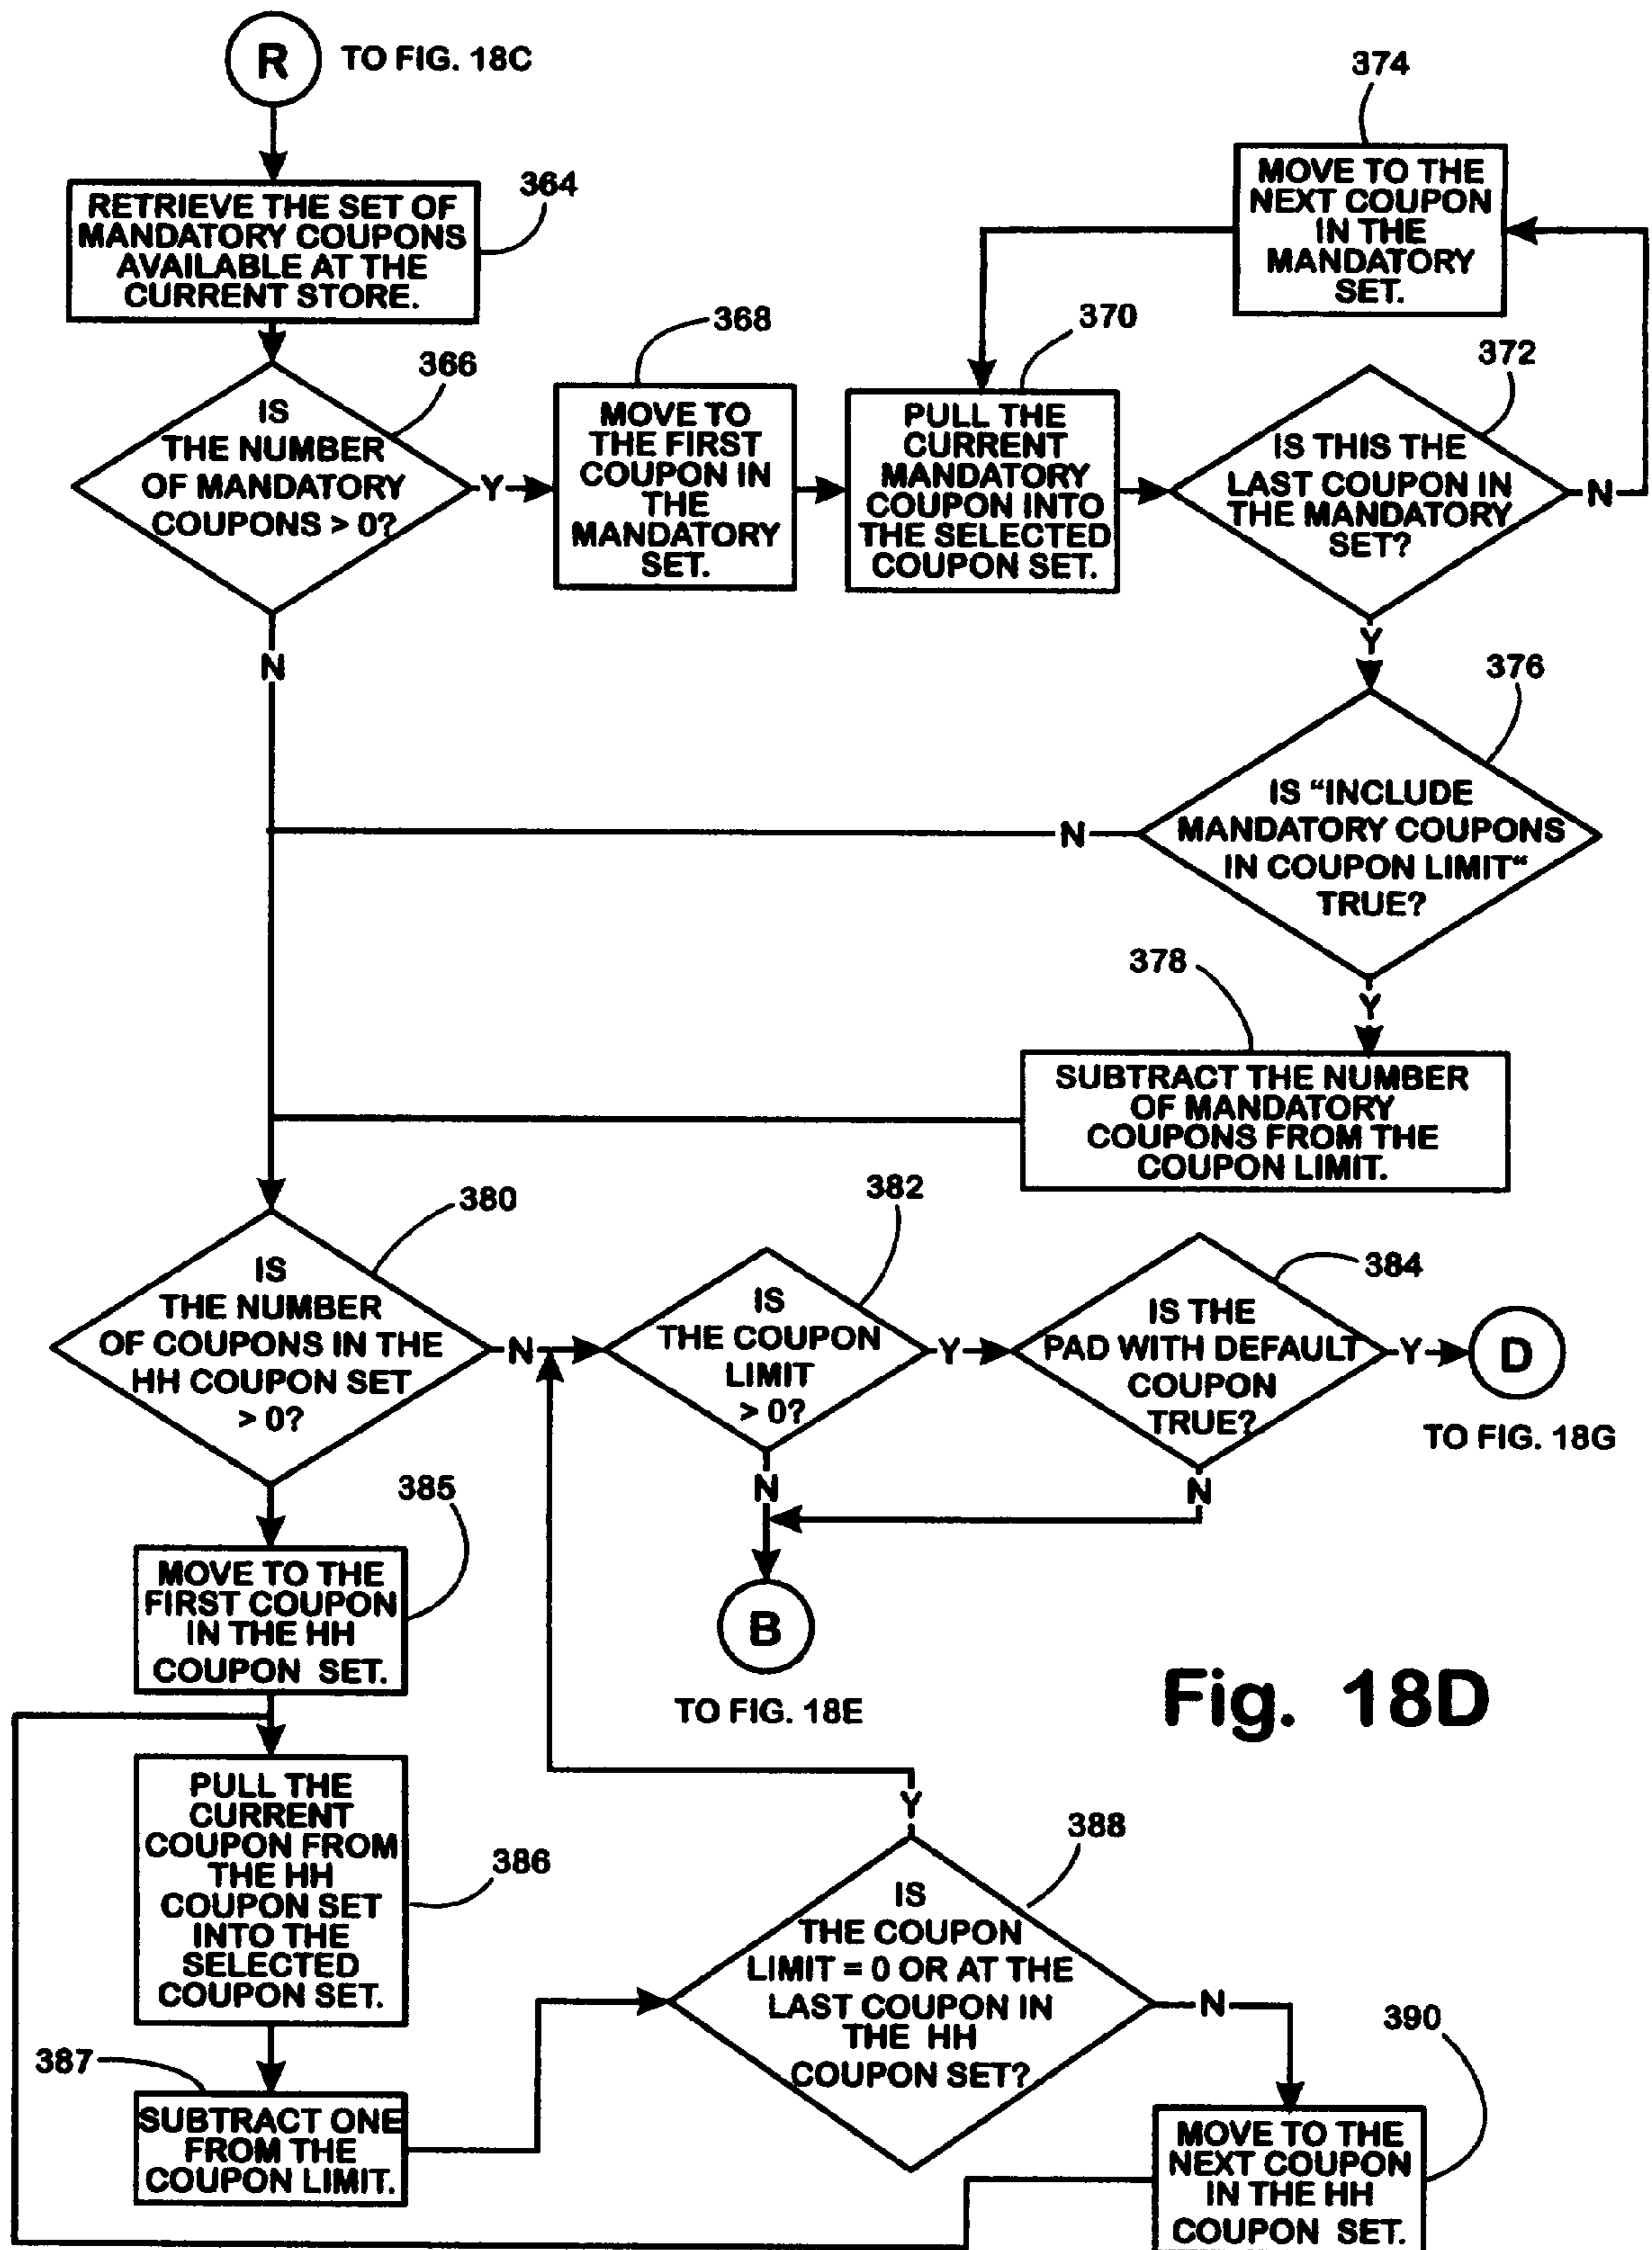 R
TO FIG. 18C
364
RETRIEVE THE SET OF
MANDATORY COUPONS
AVAILABLE AT THE
CURRENT STORE.
366
IS
THE NUMBER
OF MANDATORY
COUPONS > 0?
Y
N
368
MOVE TO
THE FIRST
COUPON IN
THE
MANDATORY
SET.
370
PULL THE
CURRENT
MANDATORY
COUPON INTO
THE SELECTED
COUPON SET.
374
MOVE TO THE
NEXT COUPON
IN THE
MANDATORY
SET.
372
IS THIS THE
LAST COUPON IN
THE MANDATORY
SET?
N
Y
376
IS “INCLUDE
MANDATORY COUPONS
IN COUPON LIMIT“
TRUE?
N
Y
378
SUBTRACT THE NUMBER
OF MANDATORY
COUPONS FROM THE
COUPON LIMIT.
380
IS
THE NUMBER
OF COUPONS IN THE
HH COUPON SET
> 0?
N
382
IS
THE COUPON
LIMIT
> 0?
Y
N
384
IS THE
PAD WITH DEFAULT
COUPON
TRUE?
Y
N
D
TO FIG. 18G
B
TO FIG. 18E
385
MOVE TO THE
FIRST COUPON
IN THE HH
COUPON SET.
Fig. 18D
PULL THE
CURRENT
COUPON FROM
THE HH
COUPON SET
INTO THE
SELECTED
COUPON SET.
386
387
SUBTRACT ONE
FROM THE
COUPON LIMIT.
Y
388
IS
THE COUPON
LIMIT = 0 OR AT THE
LAST COUPON IN
THE HH
COUPON SET?
N
390
MOVE TO THE
NEXT COUPON
IN THE HH
COUPON SET.